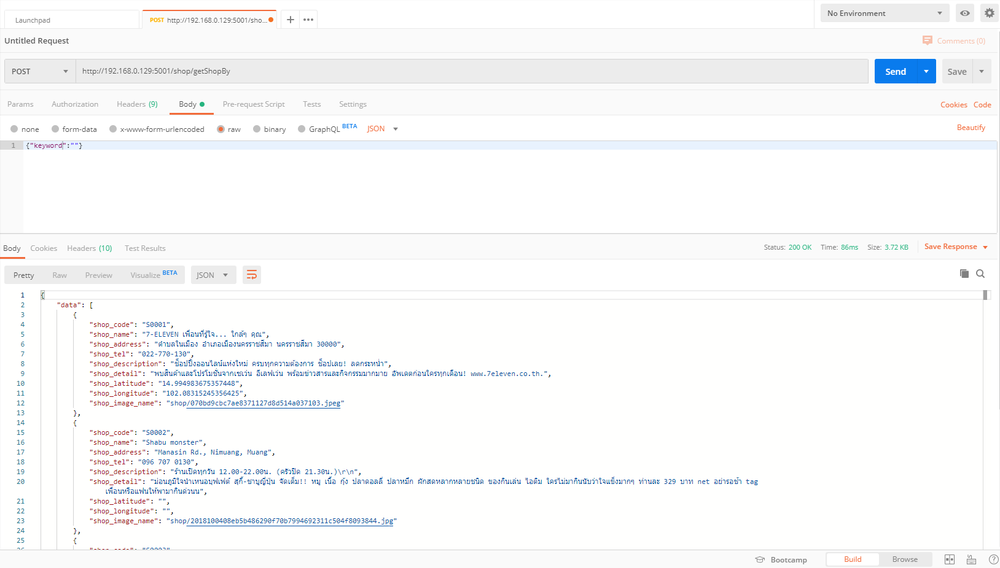 Launchpad
POST http://192.168.0.129:5001/sho...
No Environment
Untitled Request
Comments (0)
POST
http://192.168.0.129:5001/shop/getShopBy
Send
Save
Params Authorization Headers (9) Body Pre-request Script Tests Settings
Cookies Code
none form-data x-www-form-urlencoded raw binary GraphQL BETA JSON
Beautify
1 {"keyword":""}
Body Cookies Headers (10) Test Results
Status: 200 OK Time: 86ms Size: 3.72 KB Save Response
Pretty Raw Preview Visualize BETA JSON
1 {
2 "data": [
3 {
4 "shop_code": "S0001",
5 "shop_name": "7-ELEVEN เพื่อนที่รู้ใจ... ใกล้ๆ คุณ",
6 "shop_address": "ตำบลในเมือง อำเภอเมืองนครราชสีมา นครราชสีมา 30000",
7 "shop_tel": "022-770-130",
8 "shop_description": "ช็อปปิ้งออนไลน์แห่งใหม่ ครบทุกความต้องการ ช็อปเลย! ลดกระหน่ำ",
9 "shop_detail": "พบสินค้าและโปรโมชั่นจากเซเว่น อีเลฟเว่น พร้อมข่าวสารและกิจกรรมมากมาย อัพเดตก่อนใครทุกเดือน! www.7eleven.co.th.",
10 "shop_latitude": "14.994983675357448",
11 "shop_longitude": "102.08315245356425",
12 "shop_image_name": "shop/070bd9cbc7ae8371127d8d514a037103.jpeg"
13 },
14 {
15 "shop_code": "S0002",
16 "shop_name": "Shabu monster",
17 "shop_address": "Manasin Rd., Nimuang, Muang",
18 "shop_tel": "096 707 0130",
19 "shop_description": "ร้านเปิดทุกวัน 12.00-22.00น. (ครัวปิด 21.30น.)\r\n",
20 "shop_detail": "ม่อนภูมิใจนำเหนอบุฟเฟต์ สุกี้-ชาบูญี่ปุ่น จัดเต็ม!! หมู เนื้อ กุ้ง ปลาดอลลี่ ปลาหมึก ผักสดหลากหลายชนิด ของกินเล่น ไอติม ใครไม่มากินนับว่าใจแข็งมากๆ ท่านละ 329 บาท net อย่ารอช้า tag
เพื่อนหรือแฟนให้พามากินด่วนน",
21 "shop_latitude": "",
22 "shop_longitude": "",
23 "shop_image_name": "shop/2018100408eb5b486290f70b7994692311c504f8093844.jpg"
24 },
25 {
Bootcamp Build Browse